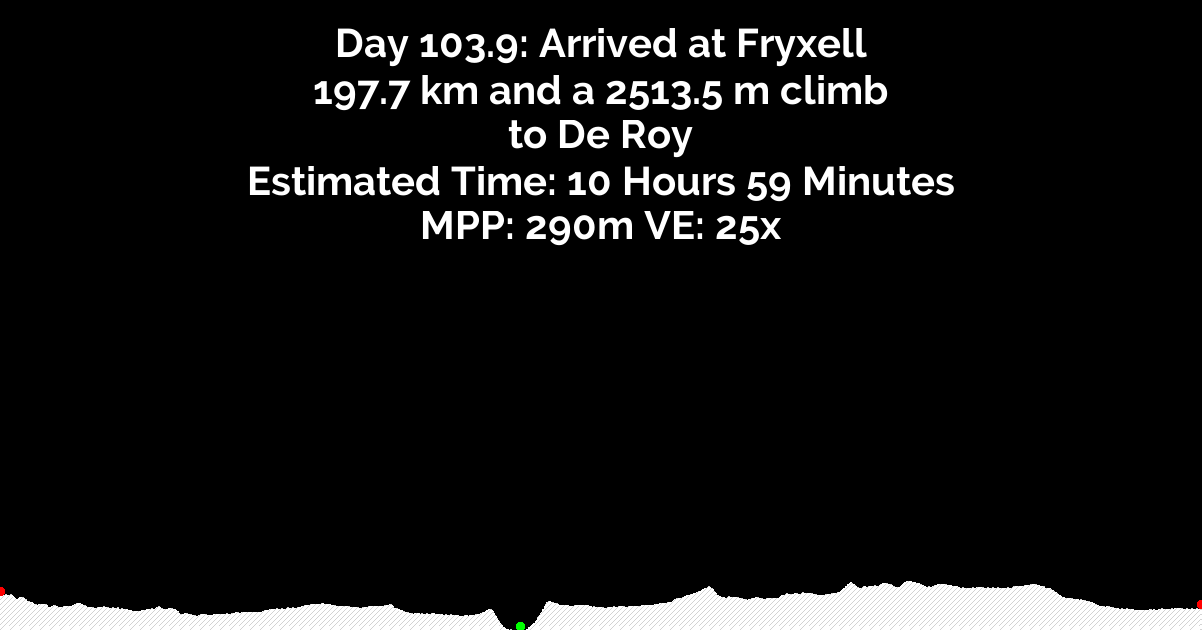 Day 103.9: Arrived at Fryxell
197.7 km and a 2513.5 m climb
to De Roy
Estimated Time: 10 Hours 59 Minutes
MPP: 290m VE: 25x